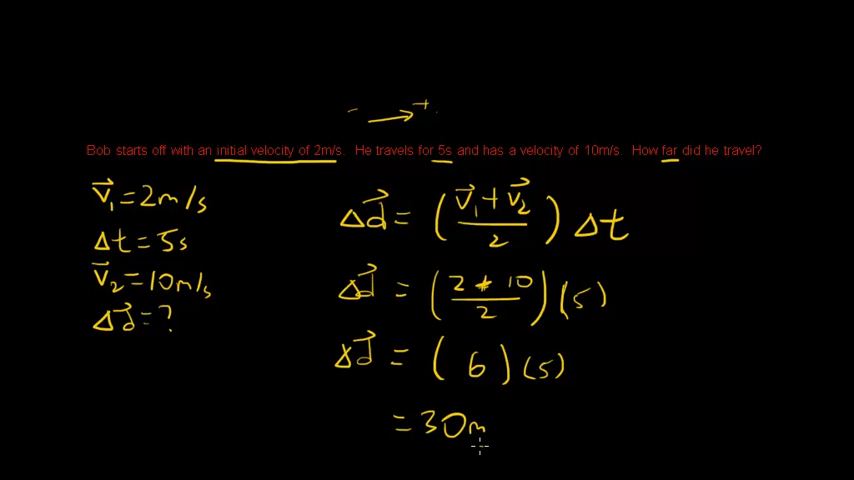 - → +
Bob starts off with an initial velocity of 2m/s. He travels for 5s and has a velocity of 10m/s. How far did he travel?
v⃗₁ = 2m/s
Δt = 5s
v⃗₂ = 10m/s
Δd⃗ = ?
Δd⃗ = ( (v⃗₁ + v⃗₂) / 2 ) Δt
Δd⃗ = ( (2 + 10) / 2 ) (5)
Δd⃗ = ( 6 ) (5)
= 30m